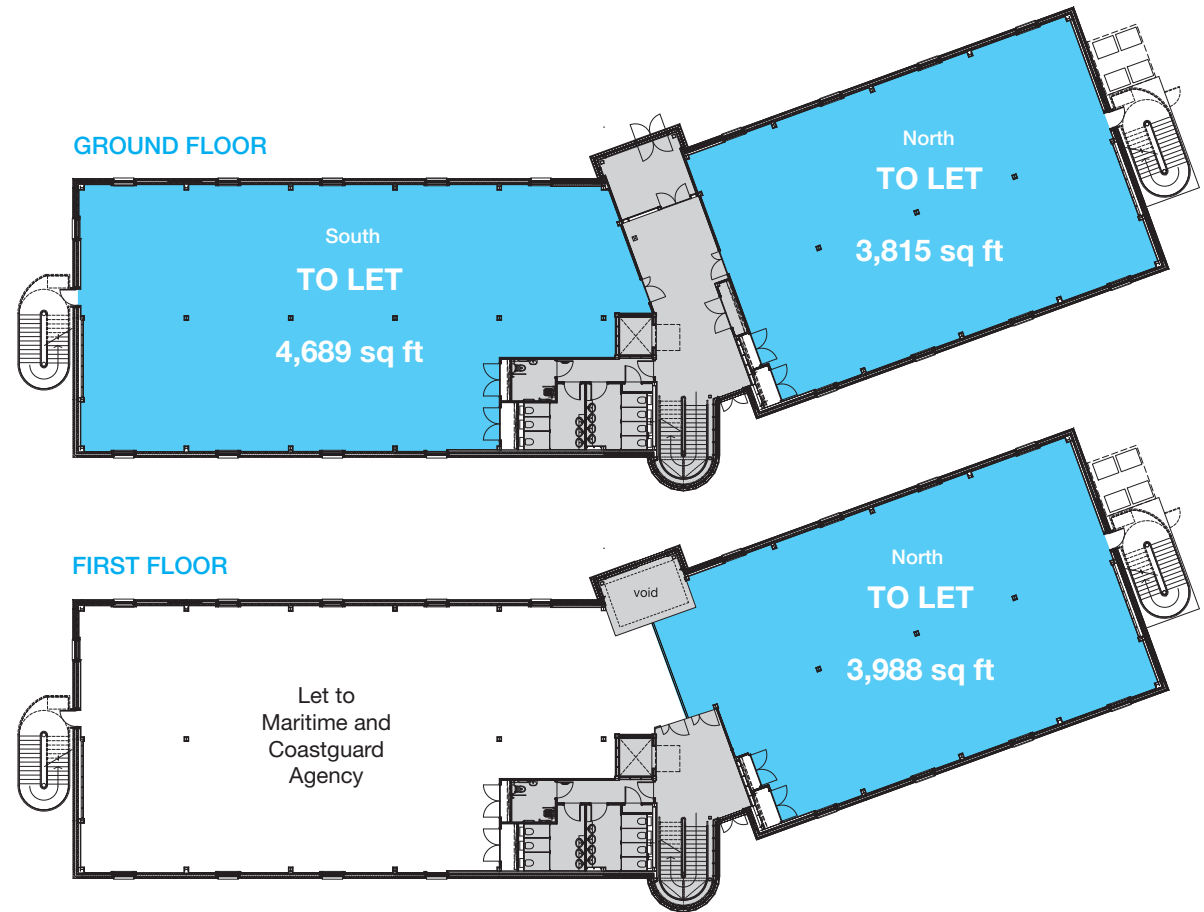 GROUND FLOOR
North
TO LET
3,815 sq ft
South
TO LET
4,689 sq ft
FIRST FLOOR
North
TO LET
3,988 sq ft
void
Let to
Maritime and
Coastguard
Agency